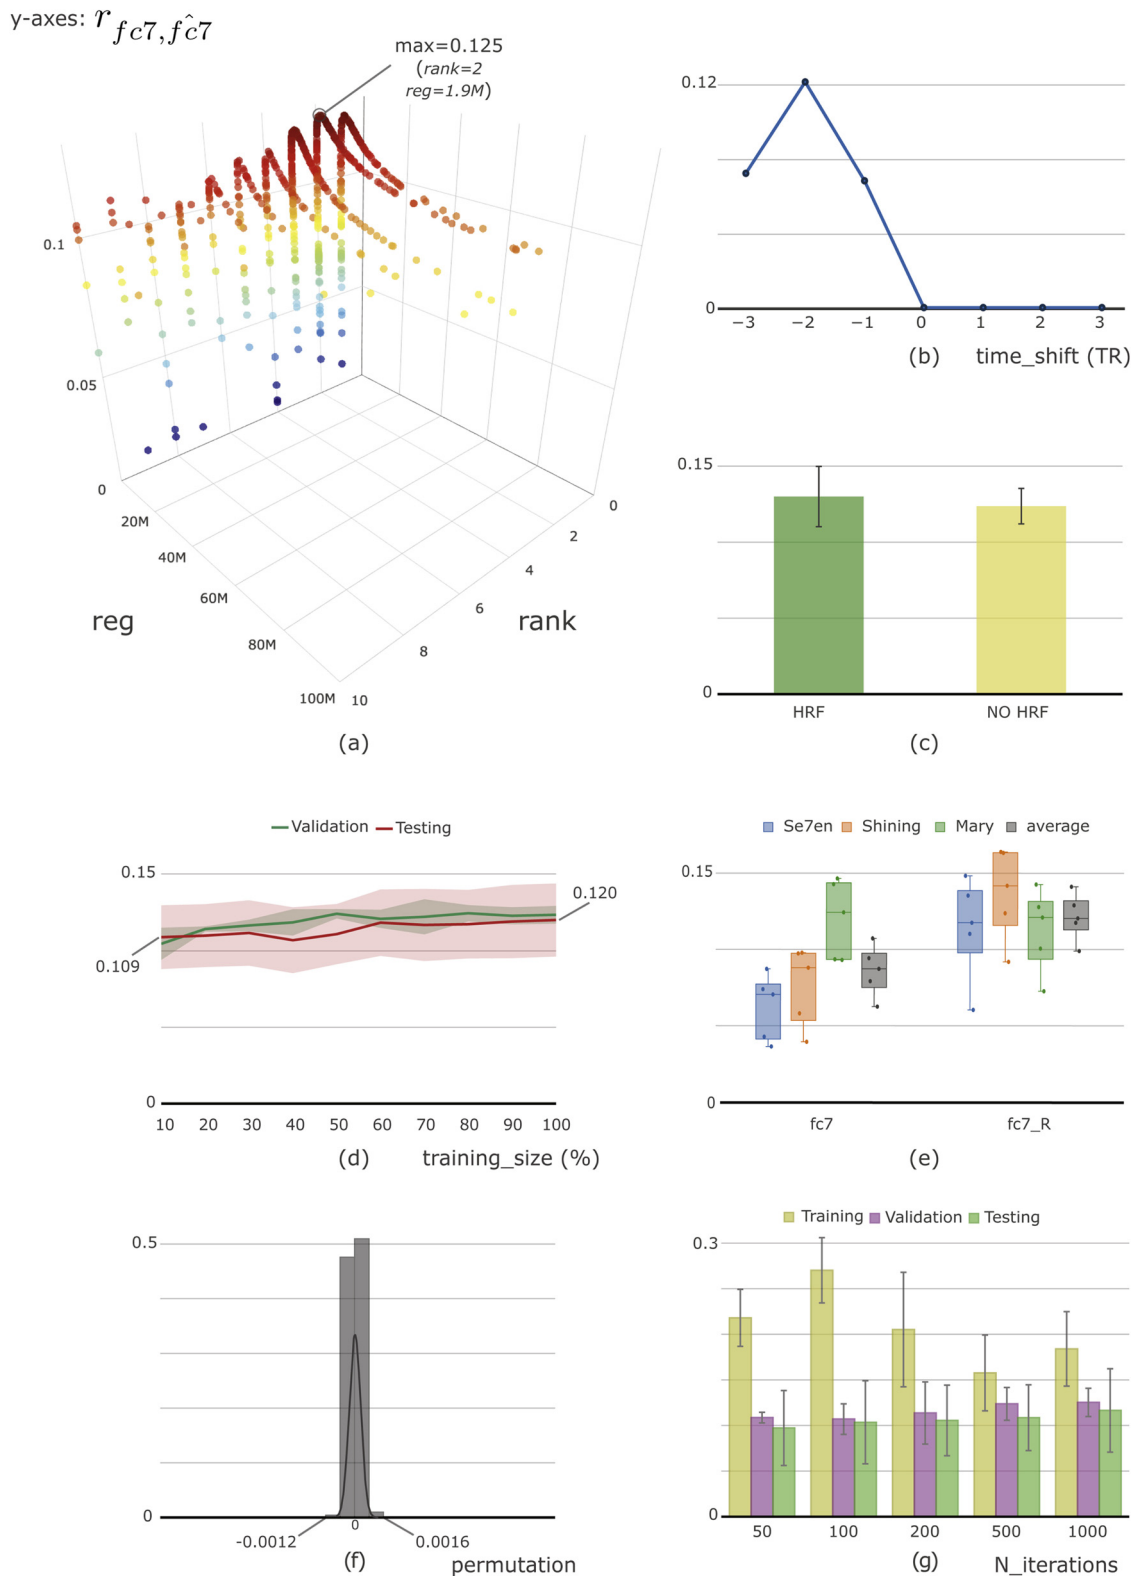 y-axes: r fc7,fĉ7
max=0.125
(rank=2
reg=1.9M)
0.1
0.05
0
20M
40M
60M
80M
100M
reg
0
2
4
6
8
10
rank
(a)
0.12
0
−3 −2 −1 0 1 2 3
(b) time_shift (TR)
0.15
0
HRF NO HRF
(c)
Validation Testing
0.15
0.120
0.109
0
10 20 30 40 50 60 70 80 90 100
(d) training_size (%)
Se7en Shining Mary average
0.15
0
fc7 fc7_R
(e)
0.5
0
0
-0.0012 0.0016
(f) permutation
Training Validation Testing
0.3
0
50 100 200 500 1000
(g) N_iterations